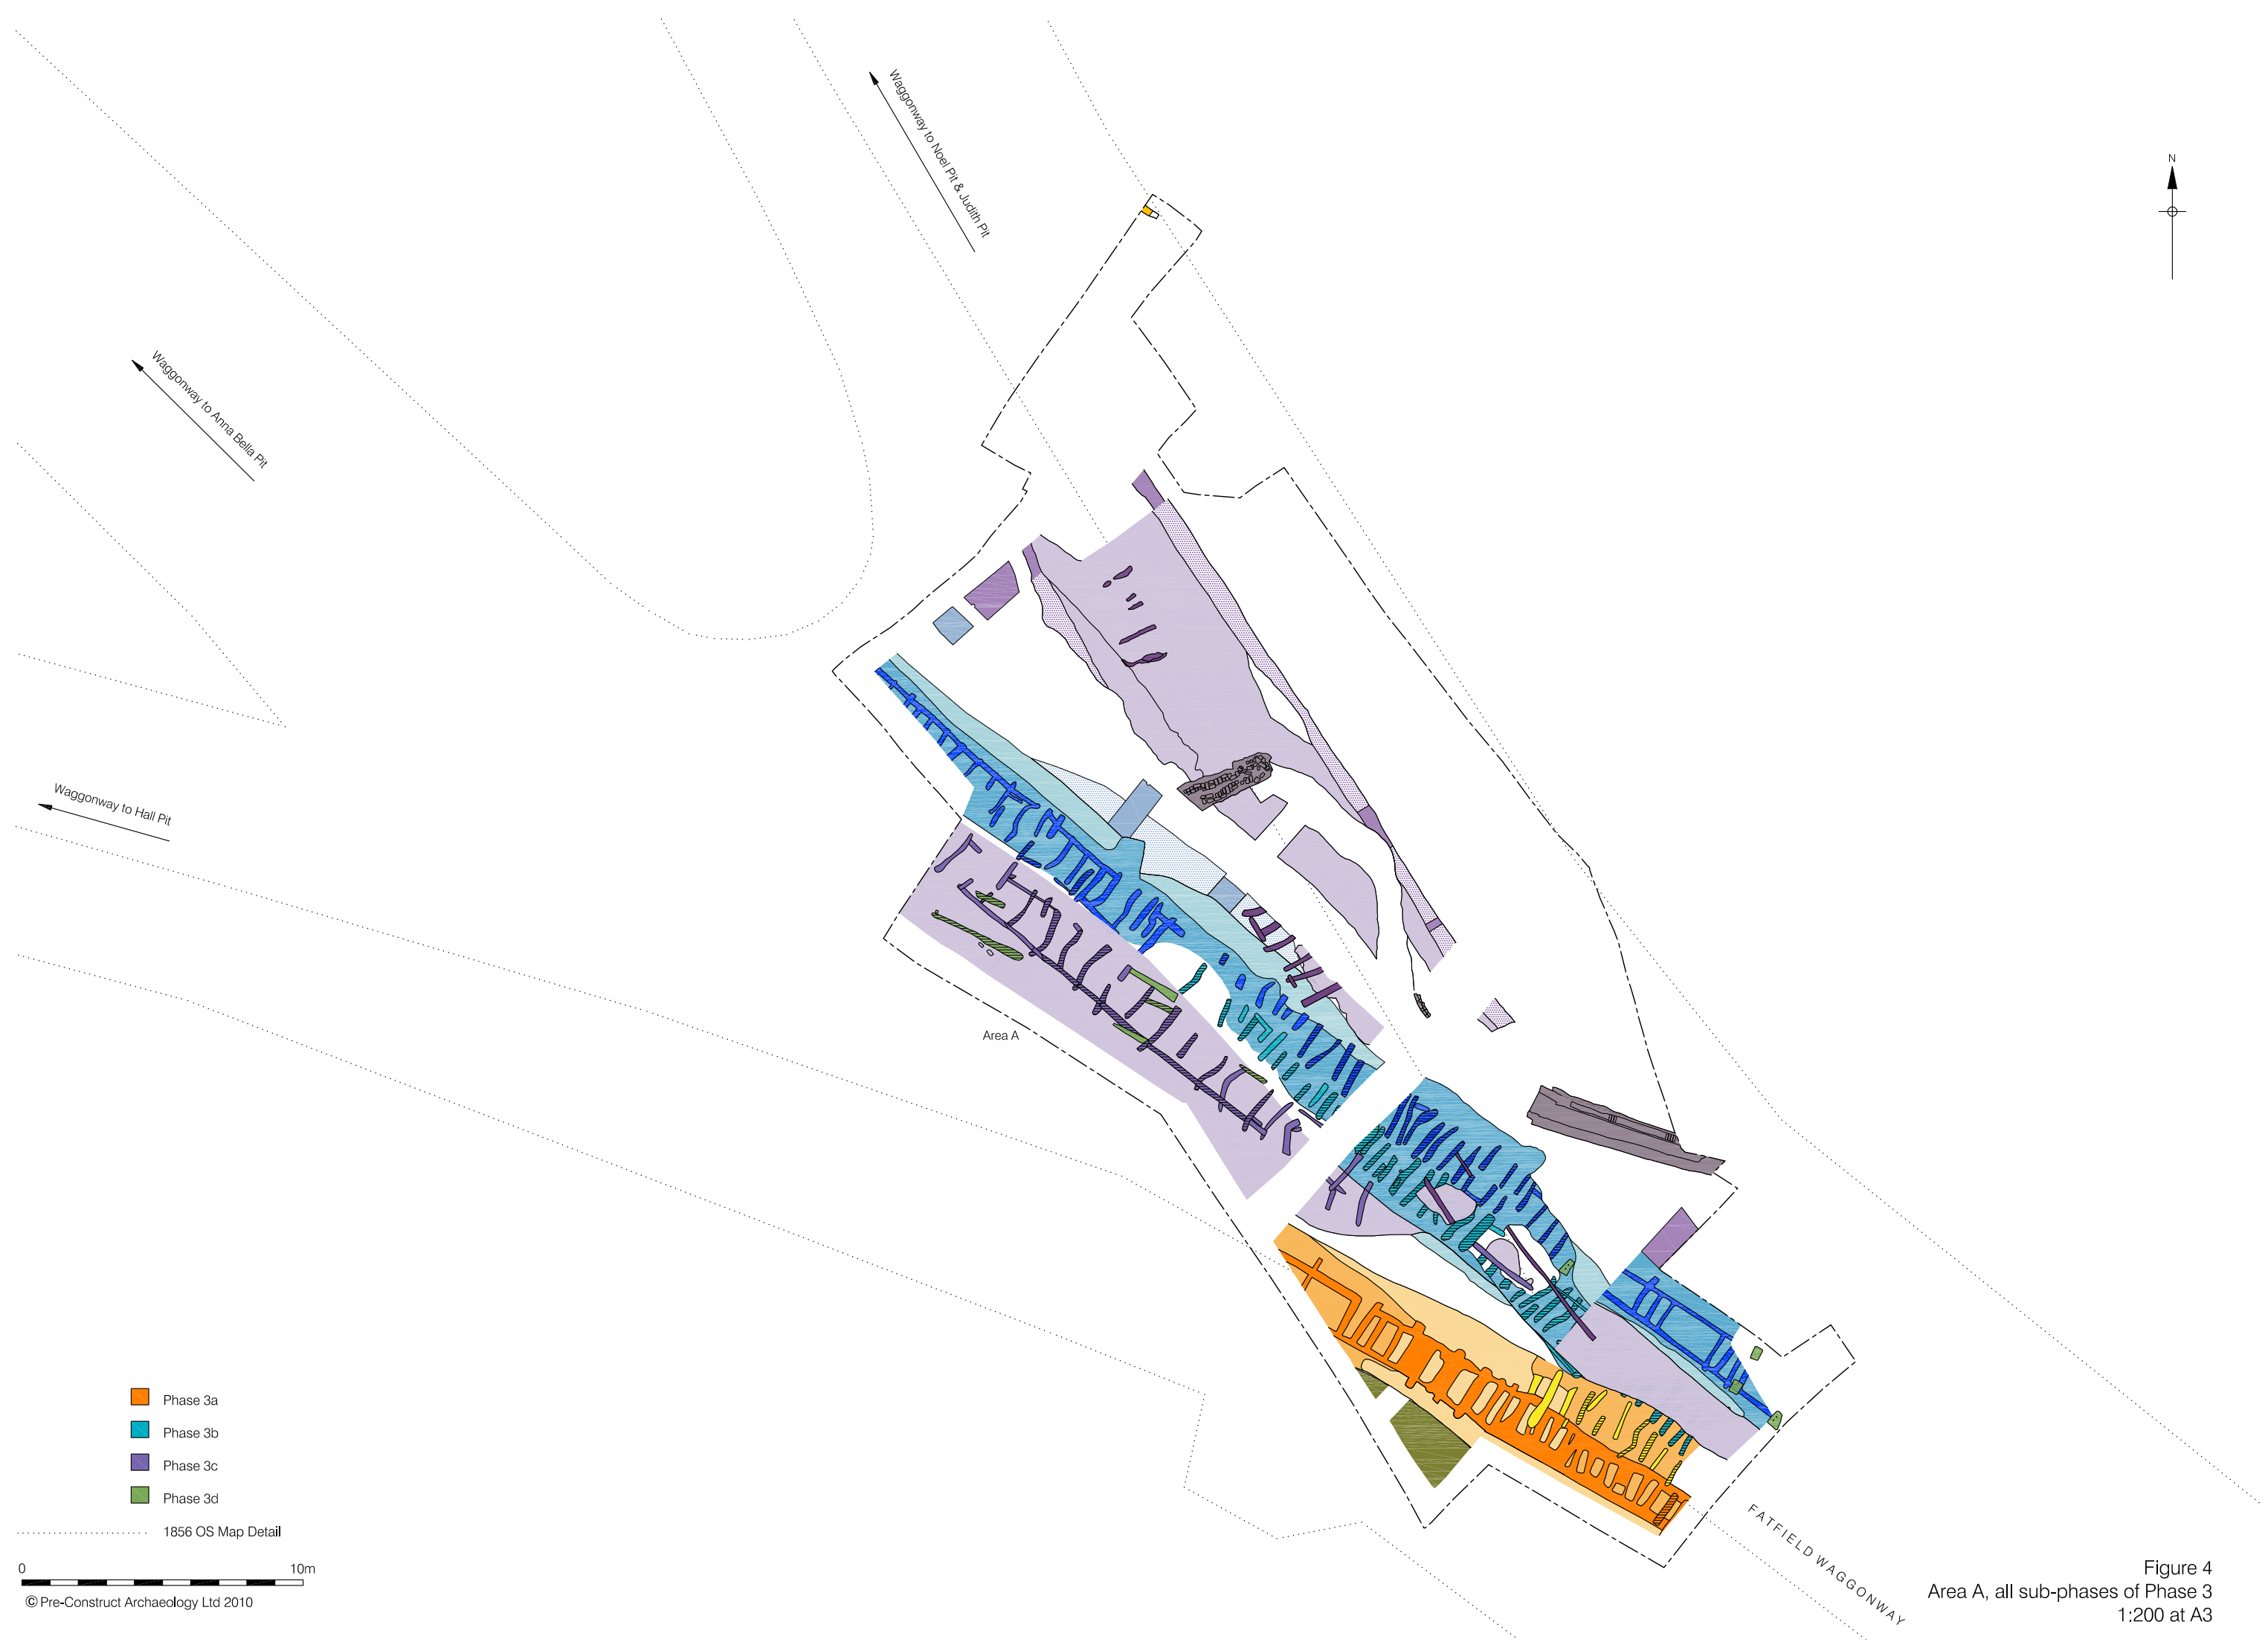 Waggonway to Noel Pit & Judith Pit
N
Waggonway to Anna Bella Pit
Waggonway to Hall Pit
Area A
Phase 3a
Phase 3b
Phase 3c
Phase 3d
1856 OS Map Detail
0 10m
© Pre-Construct Archaeology Ltd 2010
FATFIELD WAGGONWAY
Figure 4
Area A, all sub-phases of Phase 3
1:200 at A3